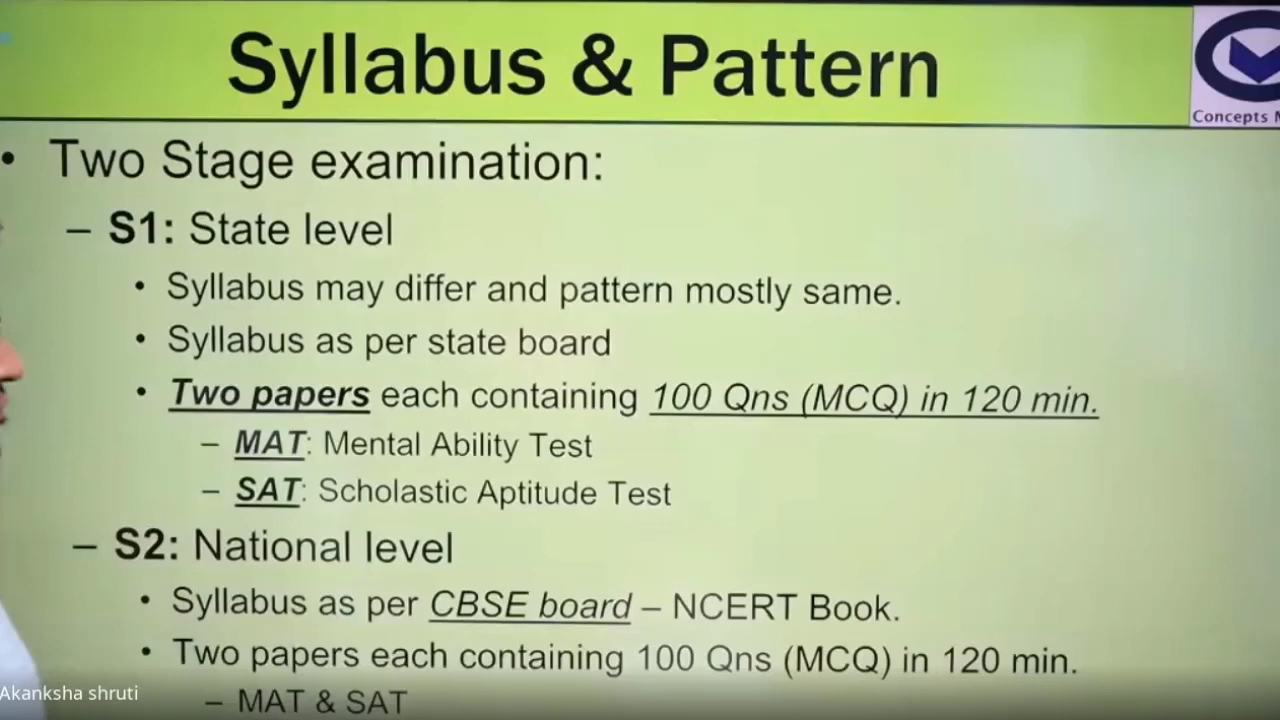 Syllabus & Pattern
Concepts
• Two Stage examination:
– S1: State level
• Syllabus may differ and pattern mostly same.
• Syllabus as per state board
• Two papers each containing 100 Qns (MCQ) in 120 min.
– MAT: Mental Ability Test
– SAT: Scholastic Aptitude Test
– S2: National level
• Syllabus as per CBSE board – NCERT Book.
• Two papers each containing 100 Qns (MCQ) in 120 min.
– MAT & SAT
Akanksha shruti